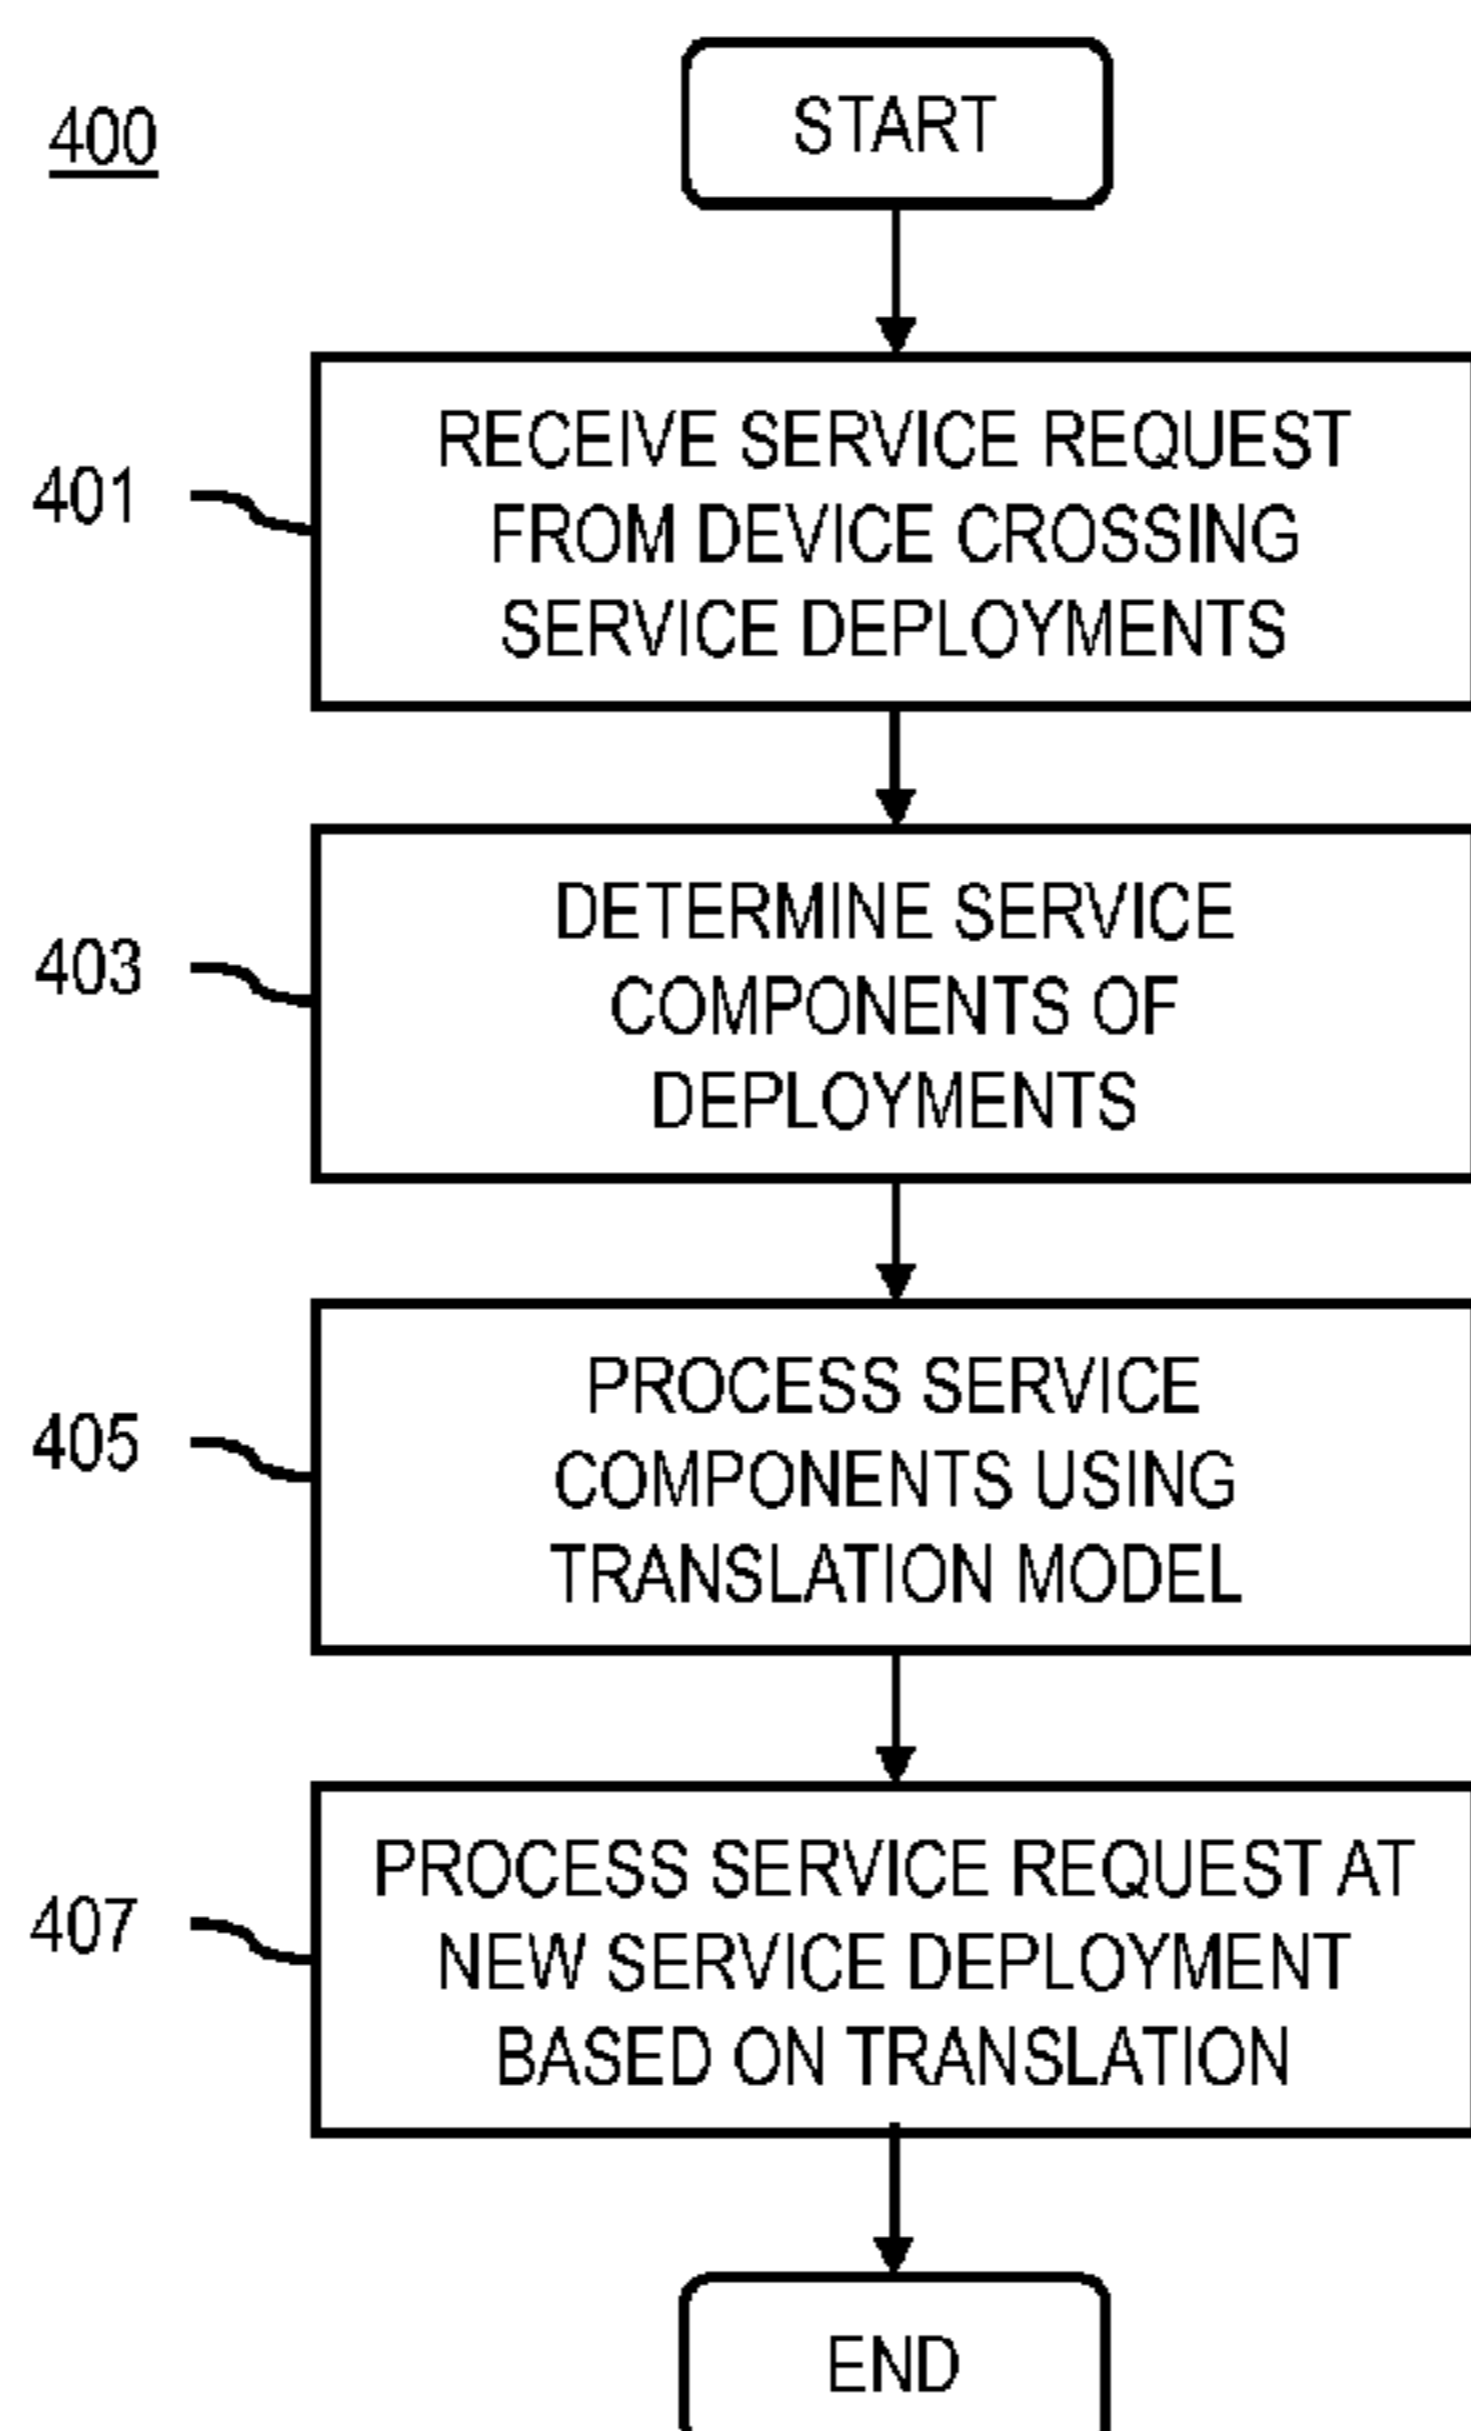 400
START
401
RECEIVE SERVICE REQUEST
FROM DEVICE CROSSING
SERVICE DEPLOYMENTS
403
DETERMINE SERVICE
COMPONENTS OF
DEPLOYMENTS
405
PROCESS SERVICE
COMPONENTS USING
TRANSLATION MODEL
407
PROCESS SERVICE REQUEST AT
NEW SERVICE DEPLOYMENT
BASED ON TRANSLATION
END